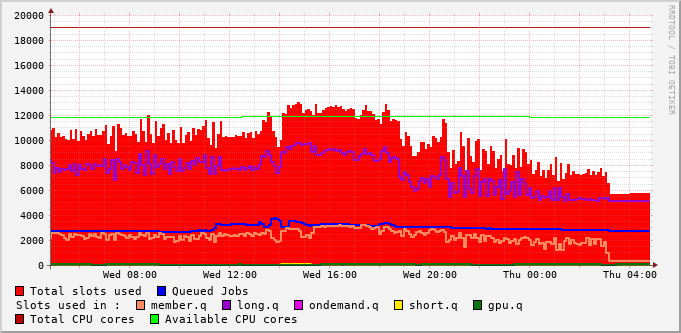 20000
18000
16000
14000
12000
10000
8000
6000
4000
2000
0
Wed 08:00 Wed 12:00 Wed 16:00 Wed 20:00 Thu 00:00 Thu 04:00
Total slots used Queued Jobs
Slots used in : member.q long.q ondemand.q short.q gpu.q
Total CPU cores Available CPU cores
RRDTOOL / TOBI OETIKER